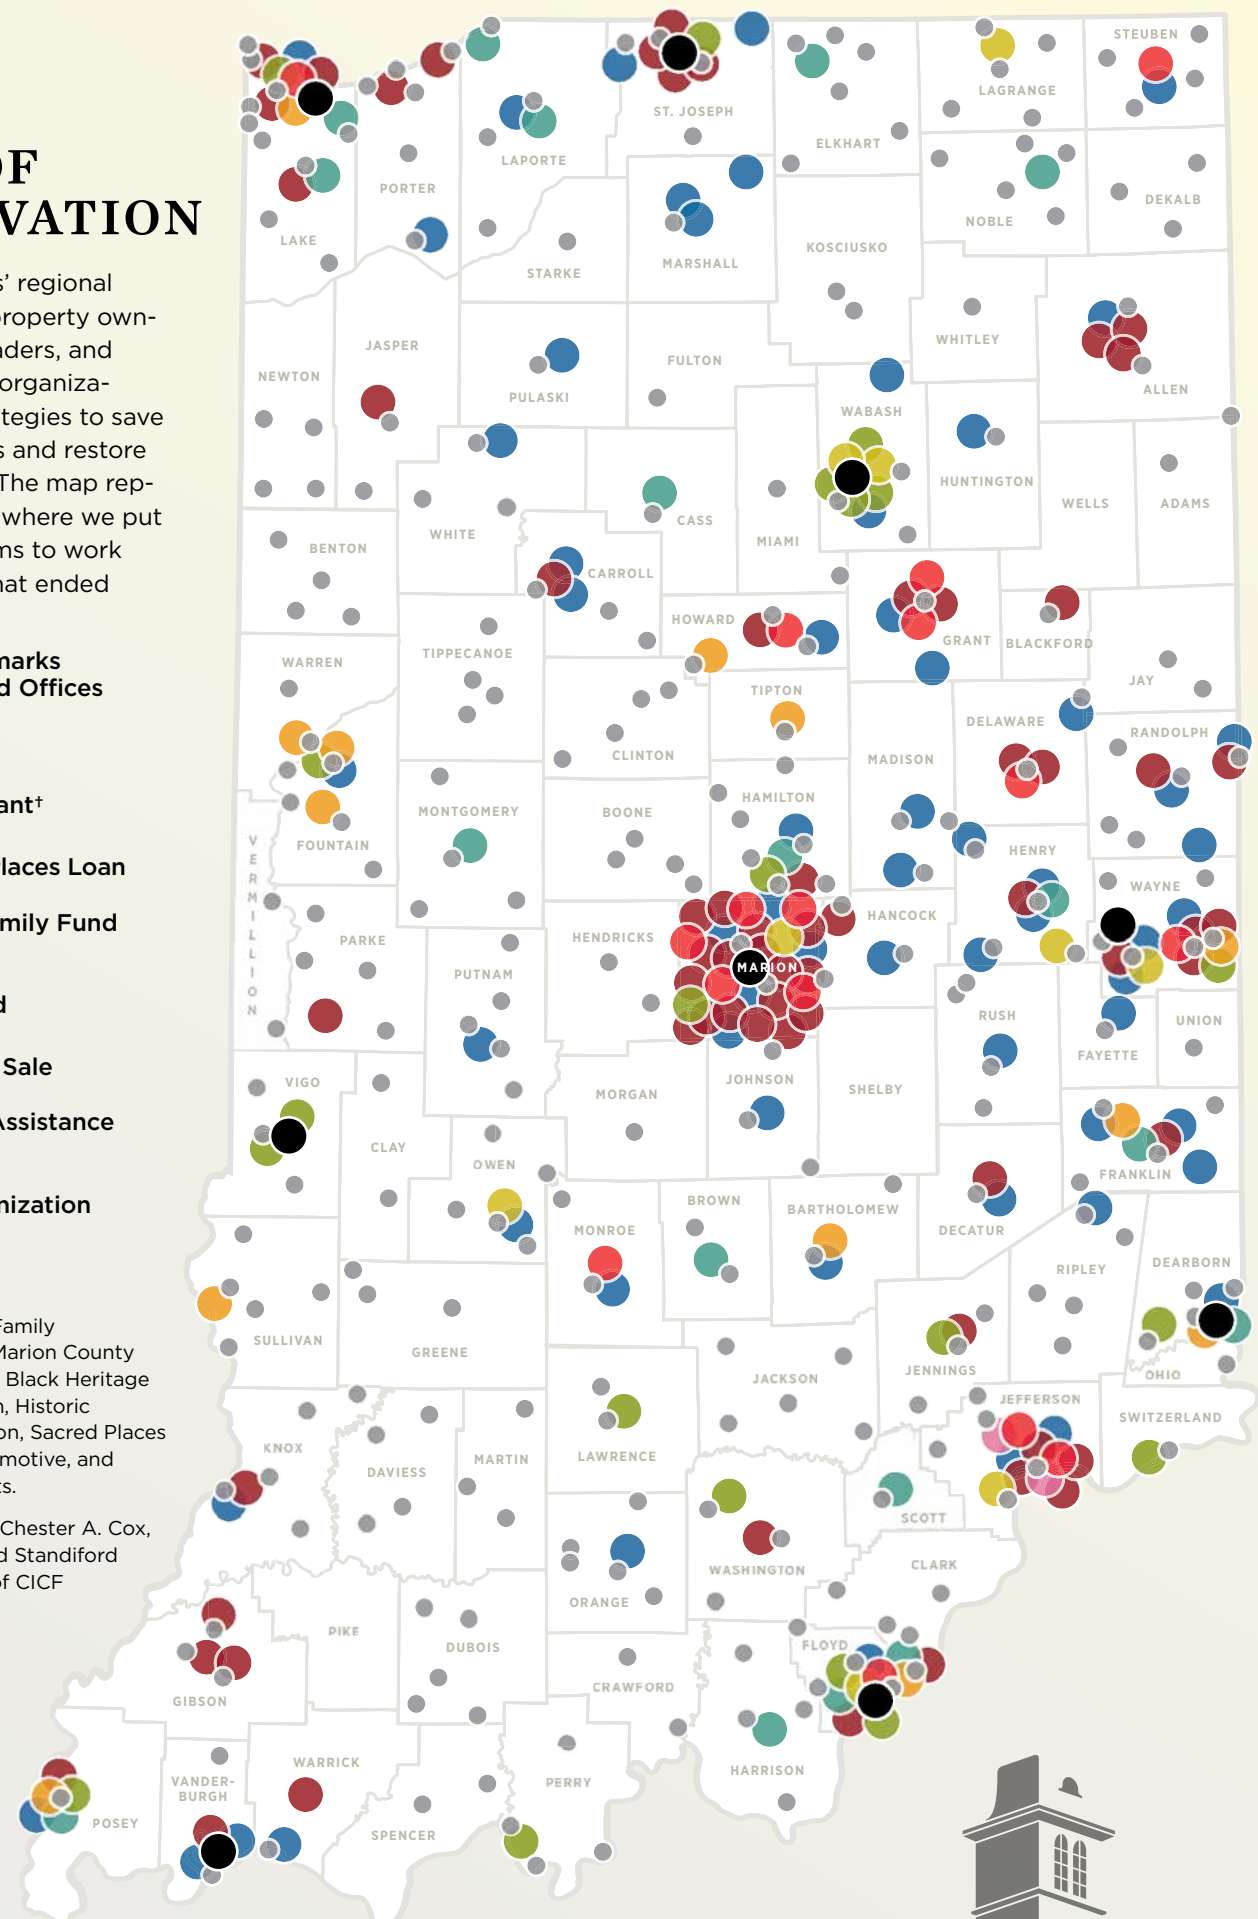 OF
VATION
s’ regional
property own-
aders, and
organiza-
tegies to save
s and restore
The map rep-
where we put
ms to work
hat ended
marks
d Offices
ant†
Places Loan
mily Fund
d
Sale
Assistance
nization
Family
Marion County
Black Heritage
n, Historic
on, Sacred Places
motive, and
ts.
Chester A. Cox,
d Standiford
of CICF
STEUBEN
LAGRANGE
ST. JOSEPH
ELKHART
LAPORTE
PORTER
NOBLE
DEKALB
LAKE
KOSCIUSKO
MARSHALL
STARKE
WHITLEY
JASPER
FULTON
NEWTON
ALLEN
PULASKI
WABASH
HUNTINGTON
WELLS
ADAMS
CASS
WHITE
MIAMI
BENTON
CARROLL
HOWARD
GRANT
BLACKFORD
TIPPECANOE
WARREN
JAY
TIPTON
DELAWARE
RANDOLPH
CLINTON
MADISON
HAMILTON
MONTGOMERY
BOONE
FOUNTAIN
VERMILLION
HENRY
WAYNE
HANCOCK
HENDRICKS
PARKE
MARION
PUTNAM
RUSH
UNION
FAYETTE
VIGO
JOHNSON
SHELBY
MORGAN
CLAY
OWEN
FRANKLIN
BROWN
BARTHOLOMEW
MONROE
DECATUR
DEARBORN
RIPLEY
SULLIVAN
GREENE
JENNINGS
JACKSON
OHIO
JEFFERSON
SWITZERLAND
KNOX
LAWRENCE
MARTIN
DAVIESS
SCOTT
CLARK
WASHINGTON
ORANGE
PIKE
FLOYD
DUBOIS
CRAWFORD
GIBSON
WARRICK
HARRISON
VANDER-
BURGH
PERRY
POSEY
SPENCER